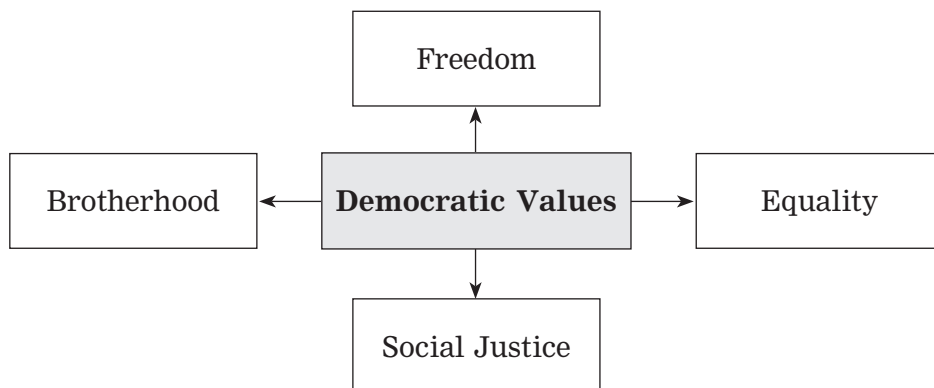 Freedom
Brotherhood
Democratic Values
Equality
Social Justice